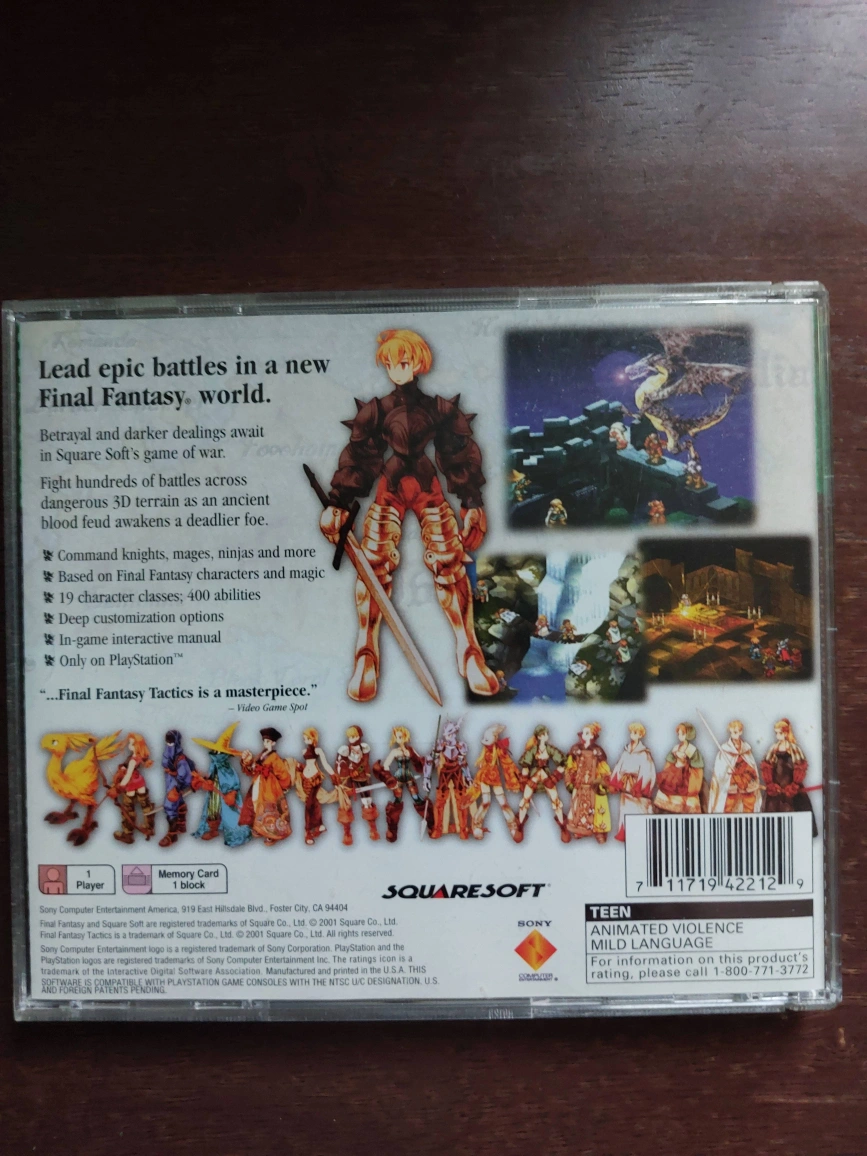 Lead epic battles in a new
Final Fantasy® world.
Betrayal and darker dealings await
in Square Soft's game of war.
Fight hundreds of battles across
dangerous 3D terrain as an ancient
blood feud awakens a deadlier foe.
Command knights, mages, ninjas and more
Based on Final Fantasy characters and magic
19 character classes; 400 abilities
Deep customization options
In-game interactive manual
Only on PlayStation™
"...Final Fantasy Tactics is a masterpiece."
– Video Game Spot
1
Player
Memory Card
1 block
SQUARESOFT®
7 11719 42212 9
Sony Computer Entertainment America, 919 East Hillsdale Blvd., Foster City, CA 94404
Final Fantasy and Square Soft are registered trademarks of Square Co., Ltd. © 2001 Square Co., Ltd.
Final Fantasy Tactics is a trademark of Square Co., Ltd. © 2001 Square Co., Ltd. All rights reserved.
Sony Computer Entertainment logo is a registered trademark of Sony Corporation. PlayStation and the
PlayStation logos are registered trademarks of Sony Computer Entertainment Inc. The ratings icon is a
trademark of the Interactive Digital Software Association. Manufactured and printed in the U.S.A. THIS
SOFTWARE IS COMPATIBLE WITH PLAYSTATION GAME CONSOLES WITH THE NTSC U/C DESIGNATION. U.S.
AND FOREIGN PATENTS PENDING.
SONY
COMPUTER
ENTERTAINMENT®
TEEN
ANIMATED VIOLENCE
MILD LANGUAGE
For information on this product's
rating, please call 1-800-771-3772